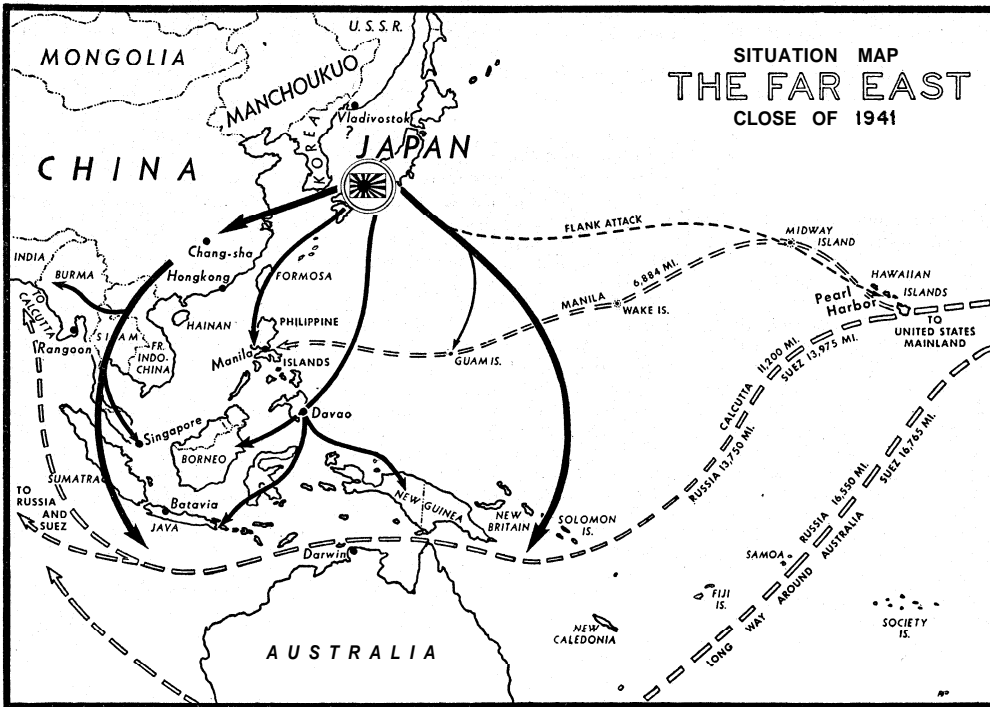 SITUATION MAP
THE FAR EAST
CLOSE OF 1941
U.S.S.R.
MONGOLIA
MANCHOUKUO
Vladivostok
?
KOREA
JAPAN
CHINA
Chang-sha
Hongkong
FORMOSA
INDIA
BURMA
TO
CALCUTTA
Rangoon
SIAM
HAINAN
FR.
INDO-
CHINA
PHILIPPINE
ISLANDS
Manila
Davao
Singapore
BORNEO
SUMATRA
Batavia
JAVA
TO
RUSSIA
AND
SUEZ
Darwin
AUSTRALIA
NEW
GUINEA
NEW
BRITAIN
SOLOMON
IS.
GUAM IS.
WAKE IS.
MANILA 6,884 MI.
FLANK ATTACK
MIDWAY
ISLAND
HAWAIIAN
ISLANDS
Pearl
Harbor
TO
UNITED STATES
MAINLAND
CALCUTTA 11,200 MI.
RUSSIA 13,750 MI. SUEZ 13,975 MI.
RUSSIA 16,550 MI. SUEZ 16,765 MI.
LONG WAY AROUND AUSTRALIA
SAMOA
FIJI
IS.
NEW
CALEDONIA
SOCIETY
IS.